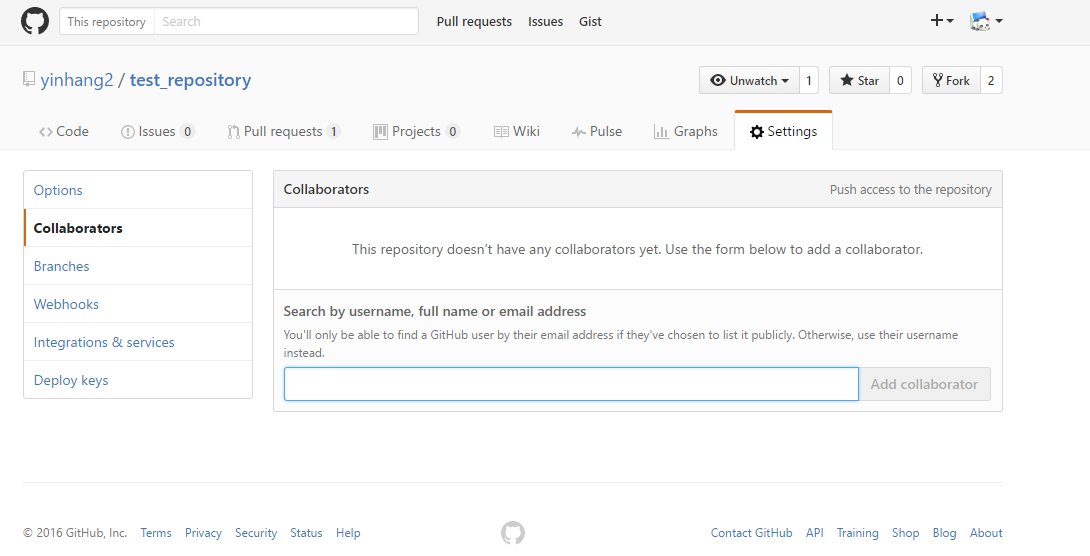 This repository Search Pull requests Issues Gist
yinhang2 / test_repository Unwatch 1 Star 0 Fork 2
Code Issues 0 Pull requests 1 Projects 0 Wiki Pulse Graphs Settings
Options
Collaborators
Branches
Webhooks
Integrations & services
Deploy keys
Collaborators Push access to the repository
This repository doesn’t have any collaborators yet. Use the form below to add a collaborator.
Search by username, full name or email address
You'll only be able to find a GitHub user by their email address if they've chosen to list it publicly. Otherwise, use their username
instead.
Add collaborator
© 2016 GitHub, Inc. Terms Privacy Security Status Help Contact GitHub API Training Shop Blog About